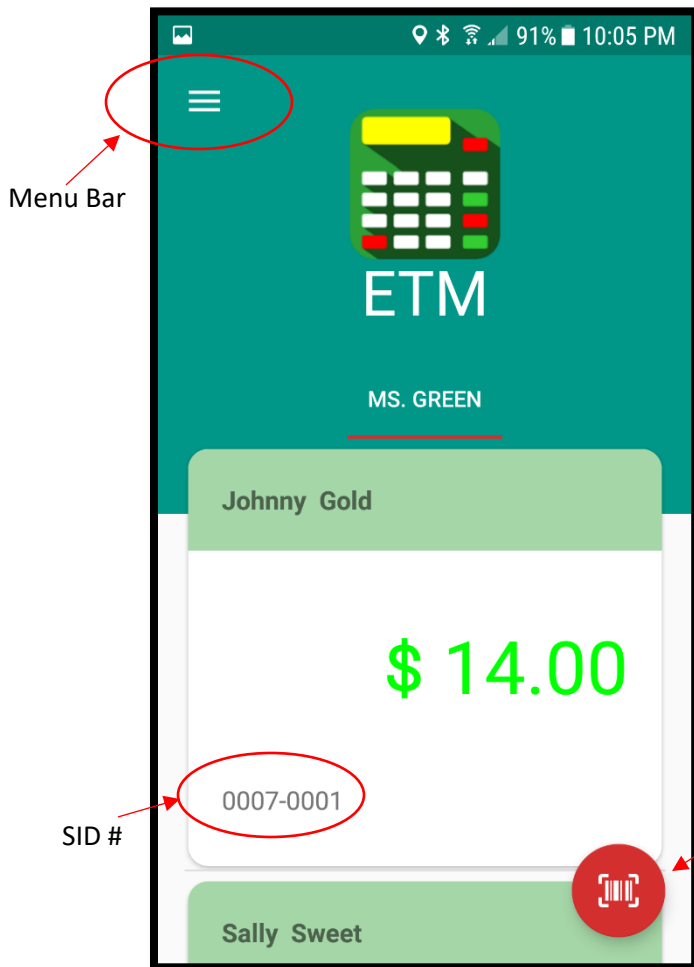 91% 10:05 PM
Menu Bar
ETM
MS. GREEN
Johnny Gold
$ 14.00
0007-0001
SID #
Sally Sweet